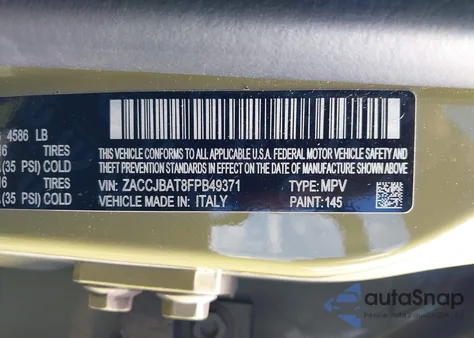 4586 LB
TIRES
(35 PSI) COLD
TIRES
(35 PSI) COLD
THIS VEHICLE CONFORMS TO ALL APPLICABLE U.S.A. FEDERAL MOTOR VEHICLE SAFETY
AND THEFT PREVENTION STANDARDS IN EFFECT ON THE DATE OF MANUFACTURE SHOWN ABOVE
VIN: ZACCJBAT8FPB49371 TYPE: MPV
VEHICLE MADE IN: ITALY PAINT: 145
autoSnap